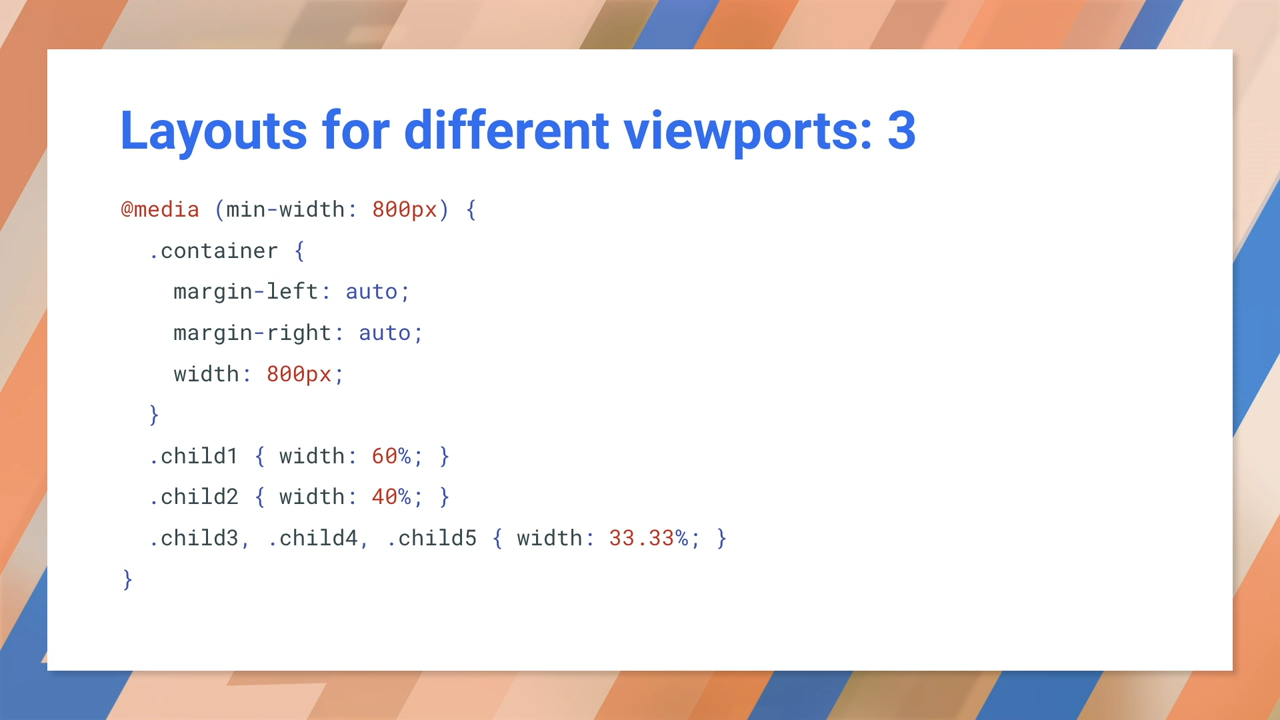 Layouts for different viewports: 3
@media (min-width: 800px) {
  .container {
    margin-left: auto;
    margin-right: auto;
    width: 800px;
  }
  .child1 { width: 60%; }
  .child2 { width: 40%; }
  .child3, .child4, .child5 { width: 33.33%; }
}